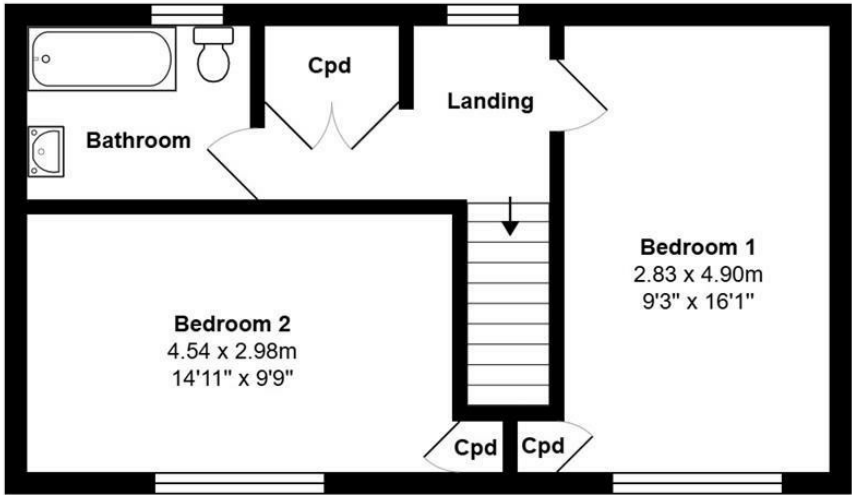 Cpd
Landing
Bathroom
Bedroom 1
2.83 x 4.90m
9'3" x 16'1"
Bedroom 2
4.54 x 2.98m
14'11" x 9'9"
Cpd
Cpd